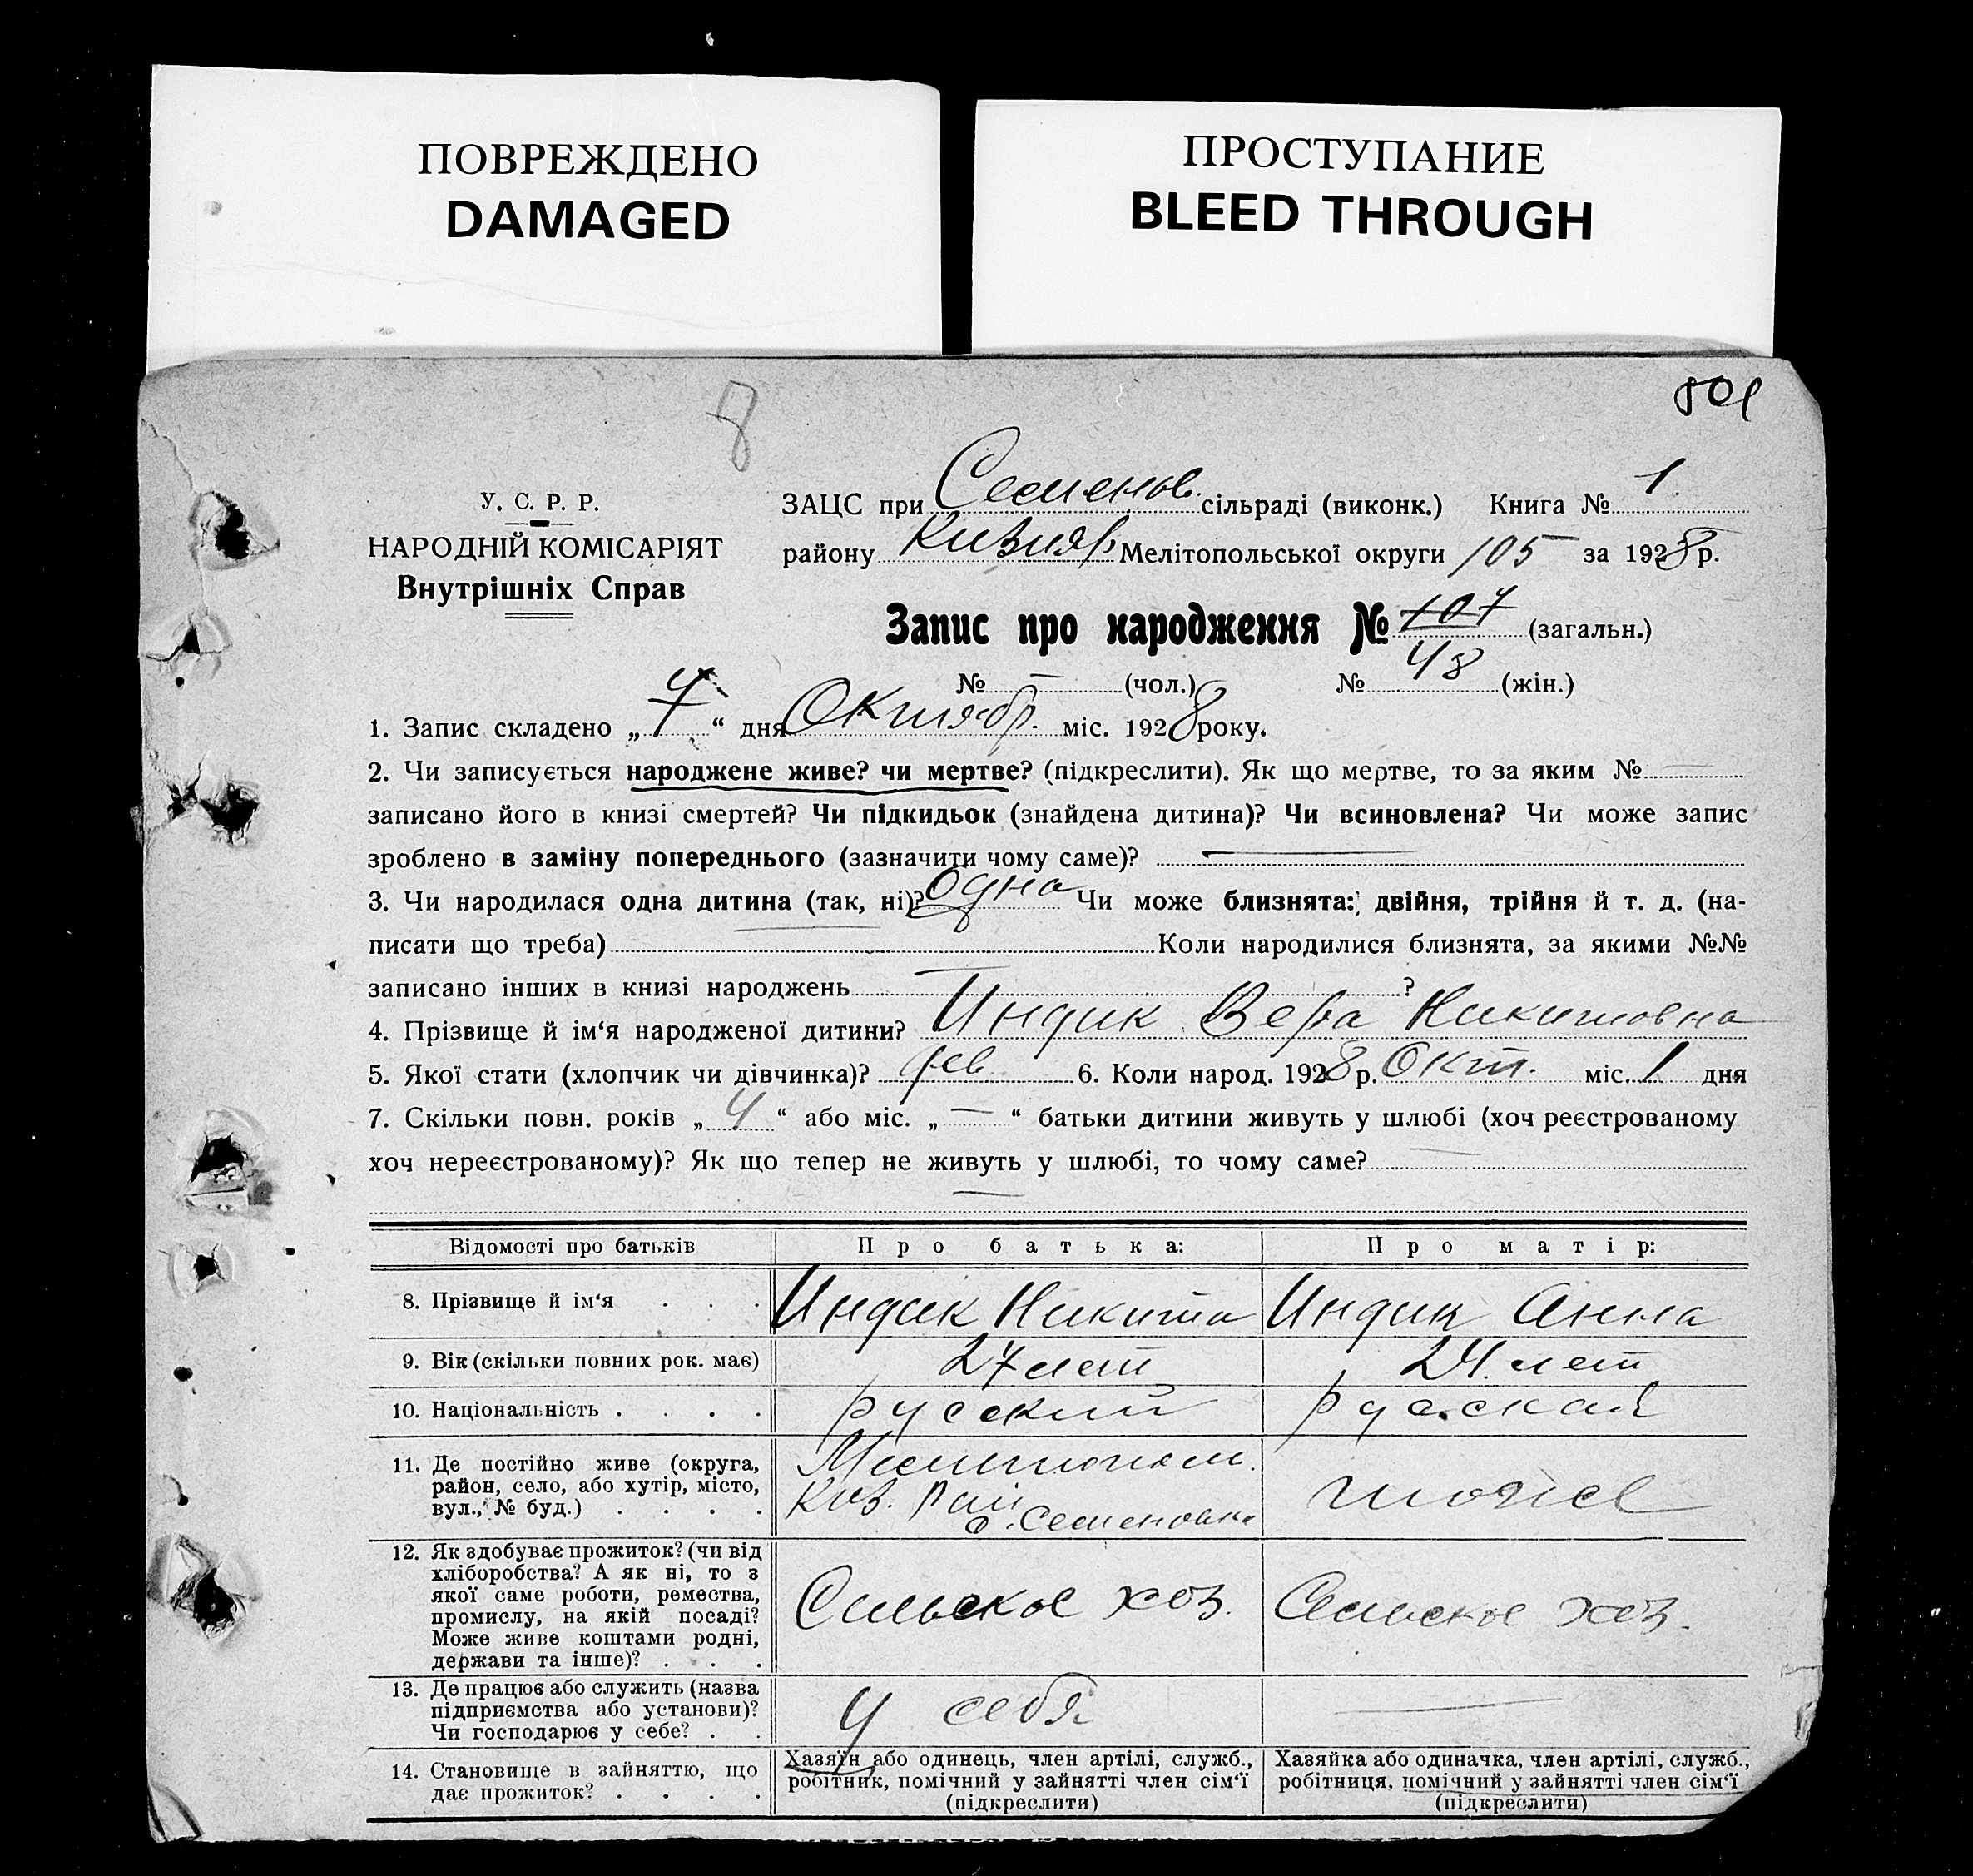 ПОВРЕЖДЕНО
DAMAGED
ПРОСТУПАНИЕ
BLEED THROUGH
801
8
У. С. Р. Р.
НАРОДНІЙ КОМІСАРІЯТ
Внутрішніх Справ
ЗАЦС при Семенов. сільраді (виконк.) Книга № 1.
району Кизияр. Мелітопольської округи 105 за 1928 р.
Запис про народження № 107 (загальн.)
№ — (чол.) № 48 (жін.)
1. Запис складено „ “ дня Октябр. міс. 1928 року.
2. Чи записується народжене живе? чи мертве? (підкреслити). Як що мертве, то за яким № —
записано його в книзі смертей? Чи підкидьок (знайдена дитина)? Чи всиновлена? Чи може запис
зроблено в заміну попереднього (зазначити чому саме)? —
3. Чи народилася одна дитина (так, ні)? Одна Чи може близнята: двійня, трійня й т. д. (на-
писати що треба) Коли народилися близнята, за якими №№
записано інших в книзі народжень ?
4. Прізвище й ім‘я народженої дитини? Индик Вера Никитовна
5. Якої стати (хлопчик чи дівчинка)? дев 6. Коли народ. 1928 р. Окт. міс. 1 дня
7. Скільки повн. років „ 4 “ або міс. „ — “ батьки дитини живуть у шлюбі (хоч реєстрованому
хоч нереєстрованому)? Як що тепер не живуть у шлюбі, то чому саме? —
Відомості про батьків Про батька: Про матір:
8. Прізвище й ім‘я . . . Индик Никита Индик Анна
9. Вік (скільки повних рок. має) 27 лет 24 лет
10. Національність . . . . русский русская
11. Де постійно живе (округа,
район, село, або хутір, місто,
вул., № буд.) . . . .
Мелитопол.
Киз. Рай
с. Семеновка
тоже
12. Як здобуває прожиток? (чи від
хліборобства? А як ні, то з
якої саме роботи, ремества,
промислу, на якій посаді?
Може живе коштами родні,
держави та інше)? . . .
Сельское хоз.
Сельское хоз.
13. Де працює або служить (назва
підприємства або установи)?
Чи господарює у себе? . .
У себя
—
14. Становище в зайняттю, що
дає прожиток? . . . .
Хазяїн або одинець, член артілі, служб.,
робітник, помічний у зайнятті член сім‘ї
(підкреслити)
Хазяйка або одиначка, член артілі, служб.,
робітниця, помічний у зайнятті член сім‘ї
(підкреслити)